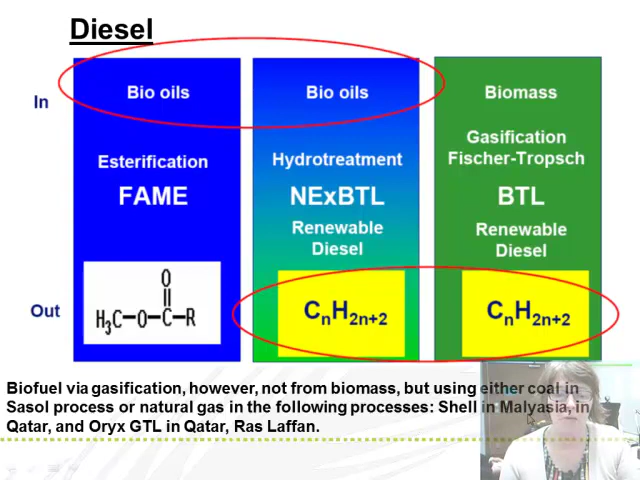 Diesel
In
Bio oils
Bio oils
Biomass
Esterification
FAME
Hydrotreatment
NExBTL
Renewable
Diesel
Gasification
Fischer-Tropsch
BTL
Renewable
Diesel
Out
O
H₃C—O—C—R
CnH2n+2
CnH2n+2
Biofuel via gasification, however, not from biomass, but using either coal in
Sasol process or natural gas in the following processes: Shell in Malyasia, in
Qatar, and Oryx GTL in Qatar, Ras Laffan.